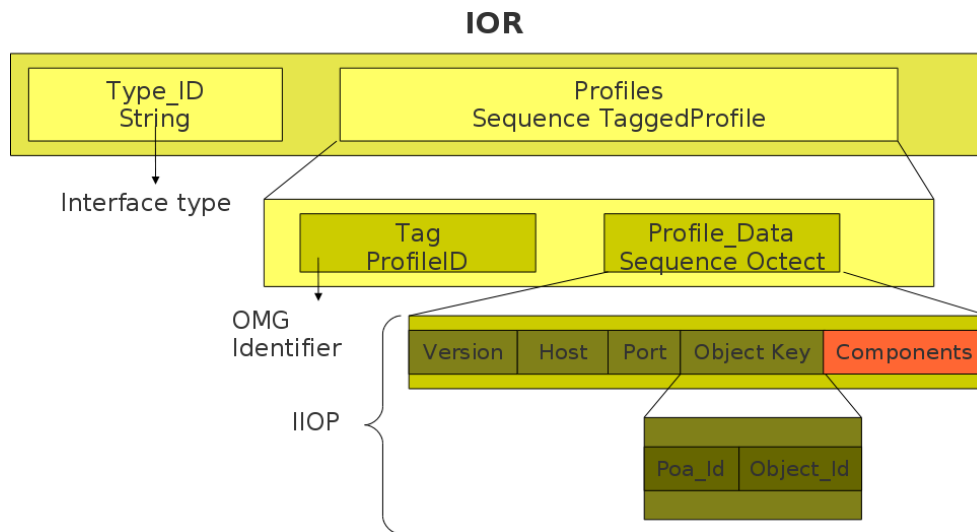 IOR
Type_ID
String
Profiles
Sequence TaggedProfile
Interface type
Tag
ProfileID
Profile_Data
Sequence Octect
OMG
Identifier
Version
Host
Port
Object Key
Components
IIOP
Poa_Id
Object_Id